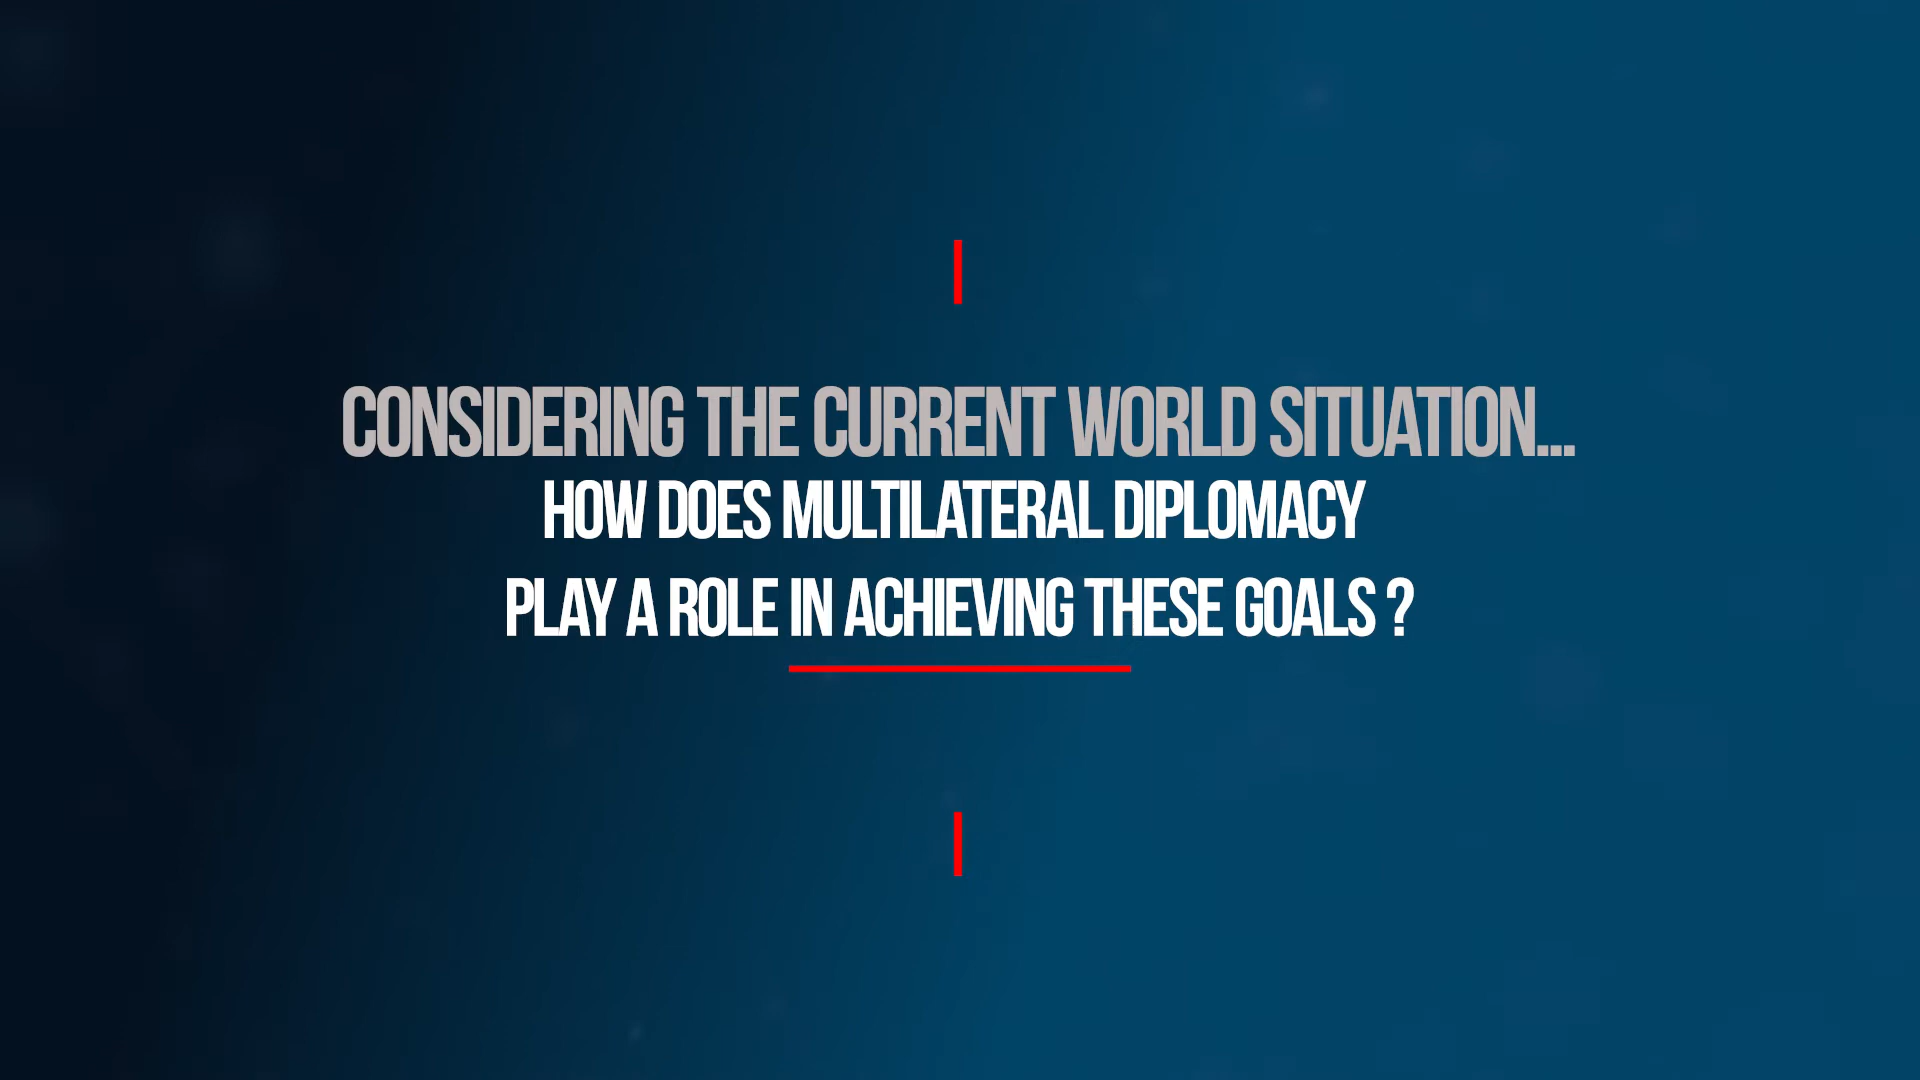 CONSIDERING THE CURRENT WORLD SITUATION...
HOW DOES MULTILATERAL DIPLOMACY
PLAY A ROLE IN ACHIEVING THESE GOALS ?